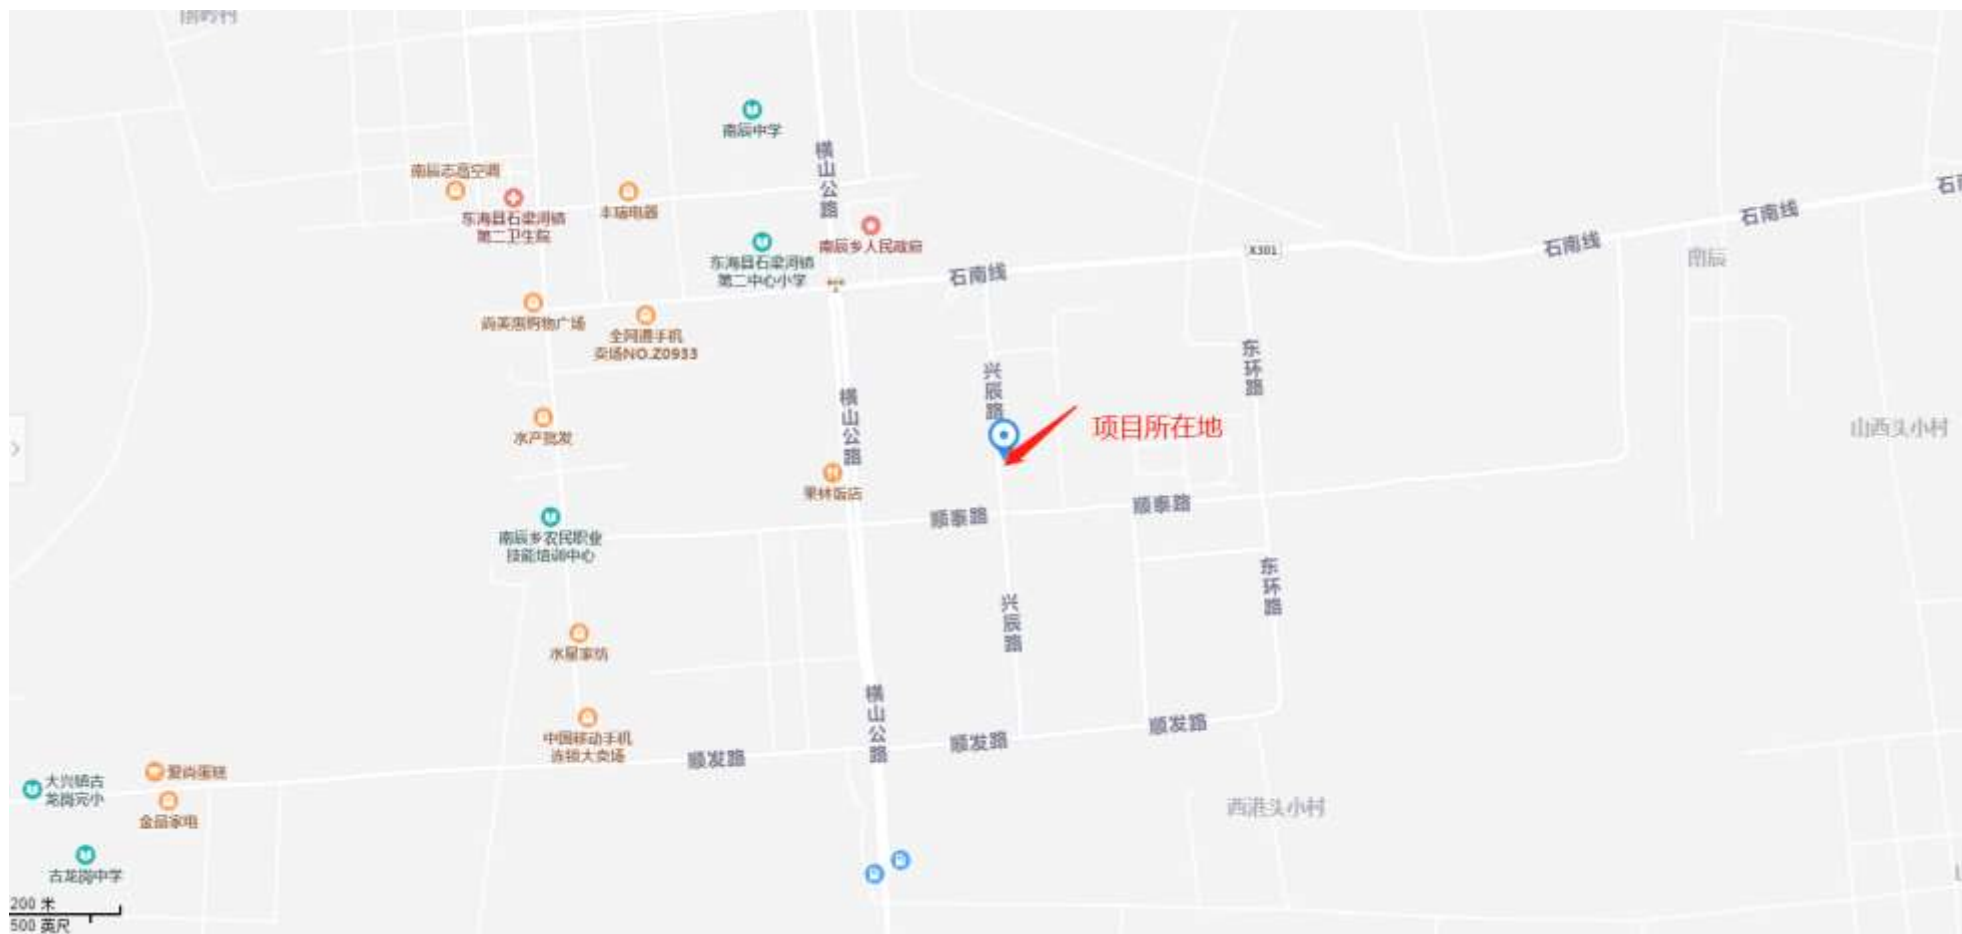 南辰中学
横山公路
南辰志高空调
东海县石梁河镇
第二卫生院
丰瑞电器
南辰乡人民政府
东海县石梁河镇
第二中心小学
石南线
X301
石南线
石南线
南辰
尚美惠购物广场
全网通手机
卖场NO.Z0933
兴辰路
东环路
横山公路
项目所在地
山西头小村
水产批发
果林饭店
顺泰路
顺泰路
南辰乡农民职业
技能培训中心
东环路
兴辰路
水星家纺
横山公路
中国移动手机
连锁大卖场
顺发路
顺发路
顺发路
爱尚蛋糕
大兴镇古
龙岗完小
金品家电
西港头小村
古龙岗中学
200 米
500 英尺